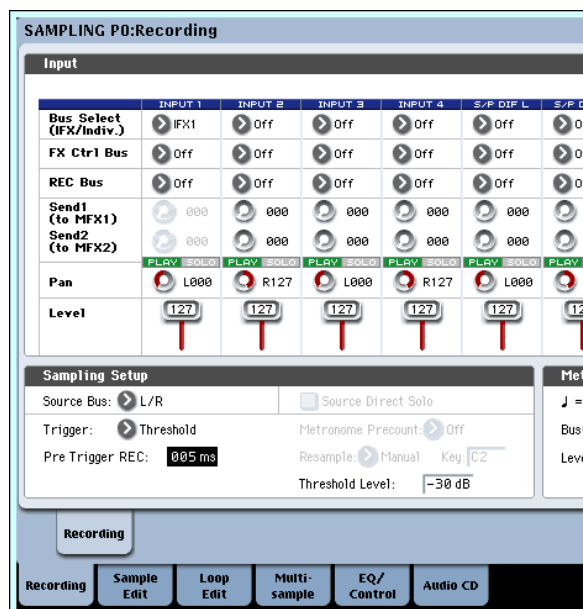 SAMPLING P0:Recording
Input
INPUT 1 INPUT 2 INPUT 3 INPUT 4 S/P DIF L S/P D
Bus Select (IFX/Indiv.) IFX1 Off Off Off Off
FX Ctrl Bus Off Off Off Off Off
REC Bus Off Off Off Off Off
Send1 (to MFX1) 000 000 000 000 000
Send2 (to MFX2) 000 000 000 000 000
PLAY SOLO PLAY SOLO PLAY SOLO PLAY SOLO PLAY SOLO PLAY
Pan L000 R127 L000 R127 L000
Level 127 127 127 127 127
Sampling Setup Met
Source Bus: L/R Source Direct Solo ♩ =
Trigger: Threshold Metronome Precount: Off Bus
Pre Trigger REC: 005 ms Resample: Manual Key: C2 Leve
Threshold Level: -30 dB
Recording
Recording Sample Edit Loop Edit Multi-sample EQ/Control Audio CD